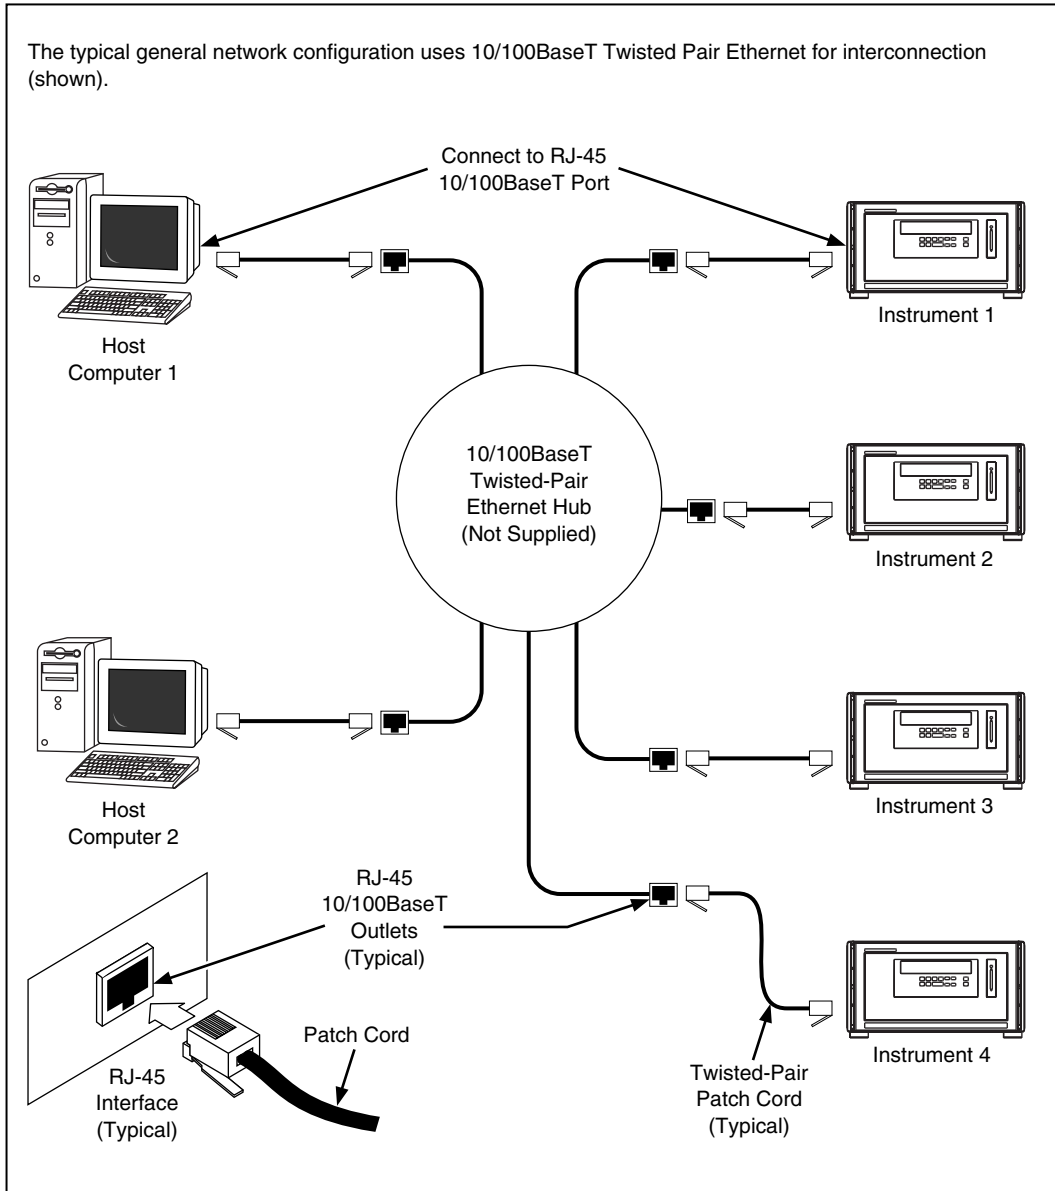 The typical general network configuration uses 10/100BaseT Twisted Pair Ethernet for interconnection
(shown).
Connect to RJ-45
10/100BaseT Port
Host
Computer 1
Instrument 1
10/100BaseT
Twisted-Pair
Ethernet Hub
(Not Supplied)
Instrument 2
Host
Computer 2
Instrument 3
RJ-45
10/100BaseT
Outlets
(Typical)
Patch Cord
RJ-45
Interface
(Typical)
Instrument 4
Twisted-Pair
Patch Cord
(Typical)